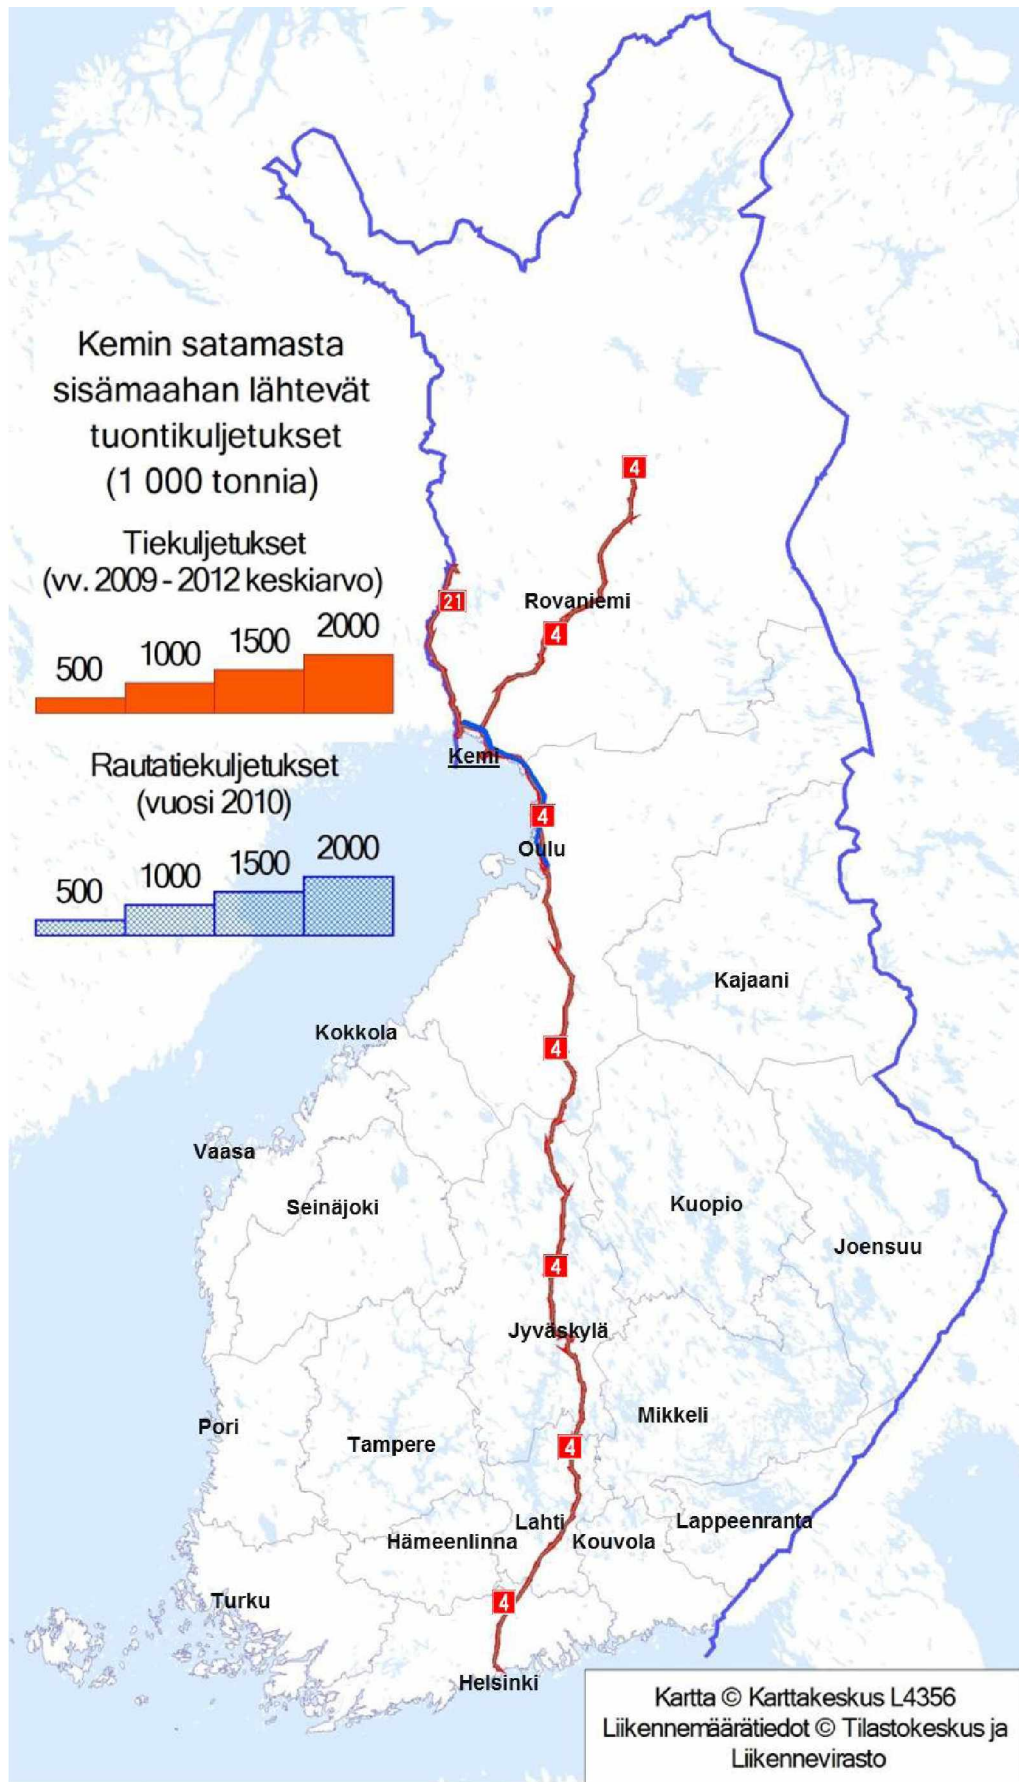 Kemin satamasta
sisämaahan lähtevät
tuontikuljetukset
(1 000 tonnia)
Tiekuljetukset
(vv. 2009 - 2012 keskiarvo)
500
1000
1500
2000
Rautatiekuljetukset
(vuosi 2010)
500
1000
1500
2000
4
21
Rovaniemi
4
Kemi
4
Oulu
Kajaani
Kokkola
4
Vaasa
Seinäjoki
Kuopio
Joensuu
4
Jyväskylä
Mikkeli
Pori
Tampere
4
Lahti
Lappeenranta
Hämeenlinna
Kouvola
Turku
4
Helsinki
Kartta © Karttakeskus L4356
Liikennemäärätiedot © Tilastokeskus ja
Liikennevirasto